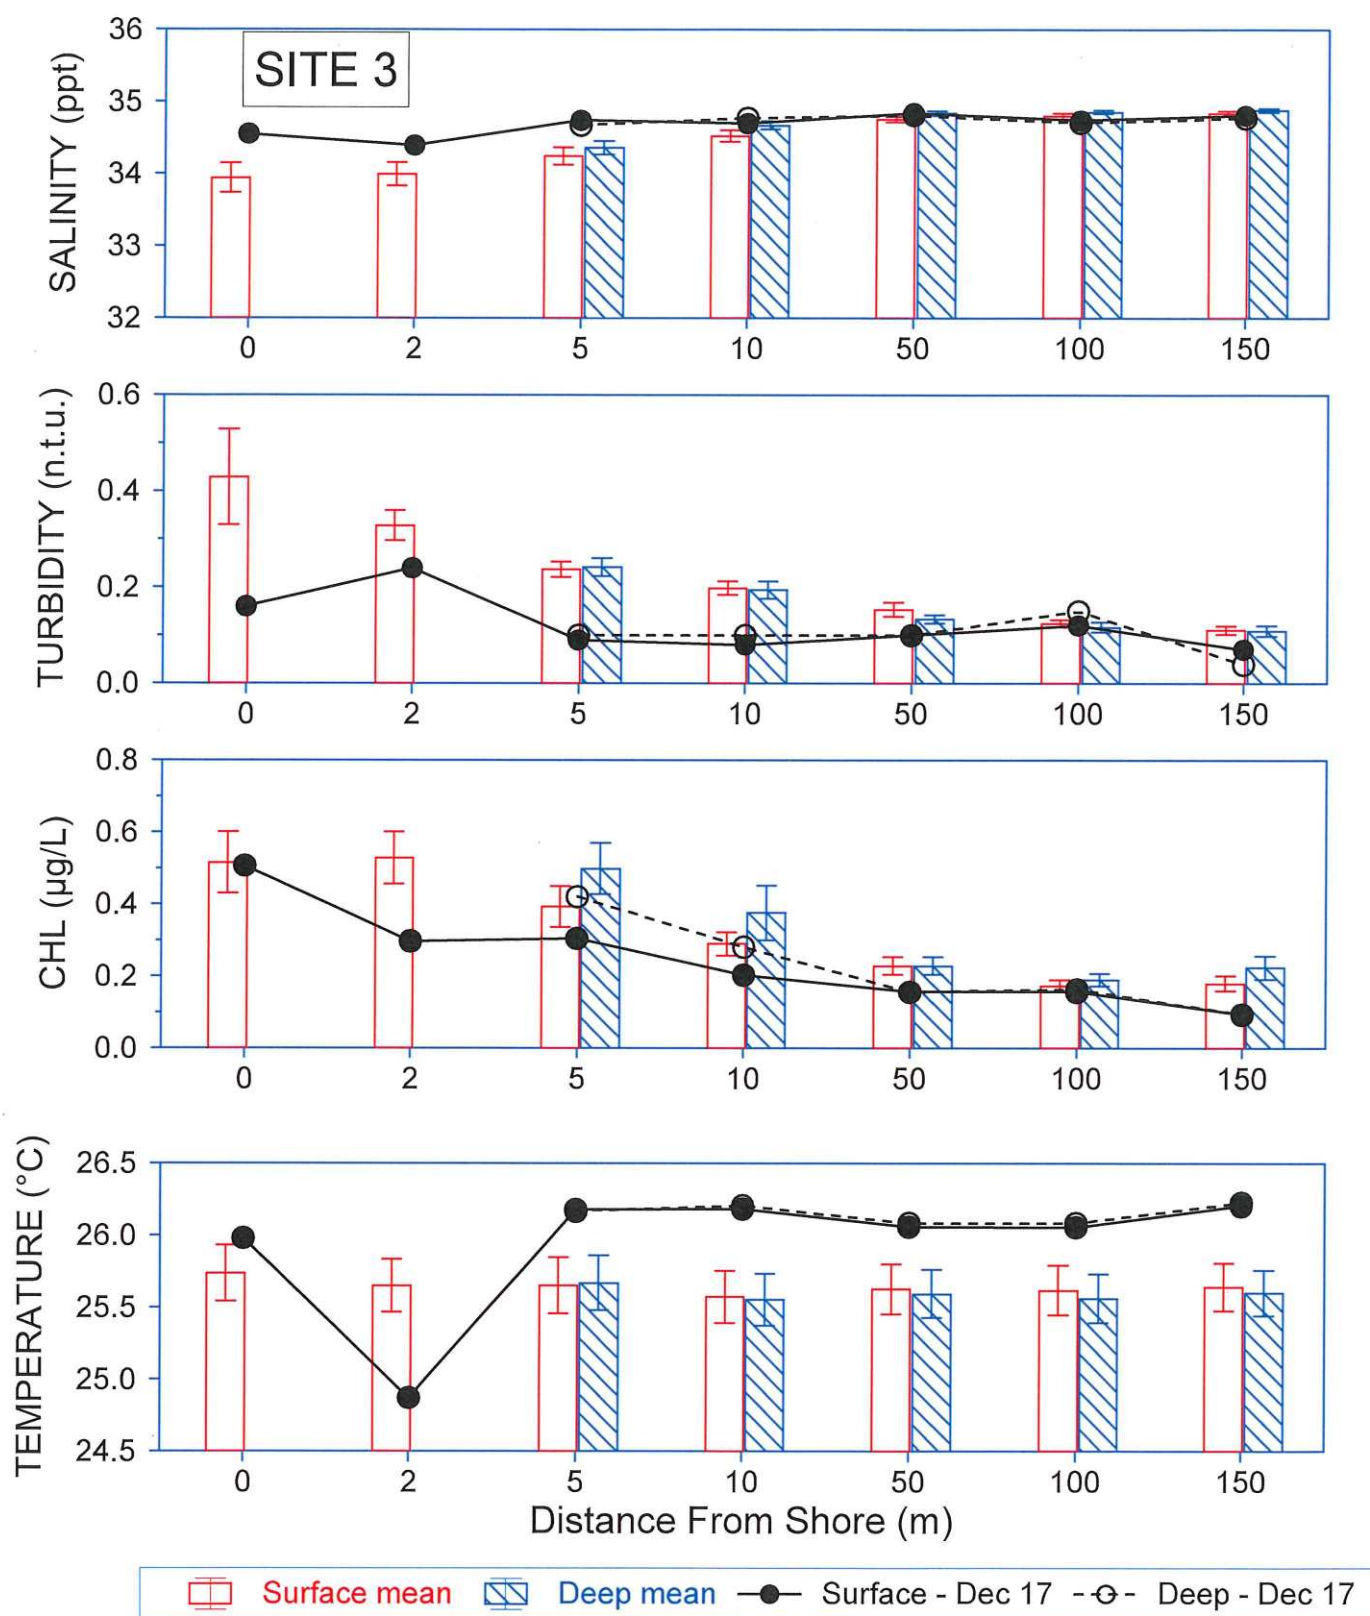 SITE 3
SALINITY (ppt)
36
35
34
33
32
0 2 5 10 50 100 150
TURBIDITY (n.t.u.)
0.6
0.4
0.2
0.0
0 2 5 10 50 100 150
CHL (µg/L)
0.8
0.6
0.4
0.2
0.0
0 2 5 10 50 100 150
TEMPERATURE (°C)
26.5
26.0
25.5
25.0
24.5
0 2 5 10 50 100 150
Distance From Shore (m)
Surface mean Deep mean Surface - Dec 17 Deep - Dec 17